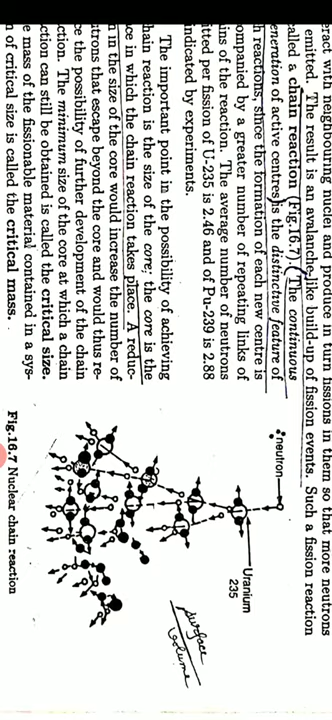 eract with neighbouring nuclei and produce in turn fissions in them so that more neutrons
emitted. The result is an avalanche-like build-up of fission events. Such a fission reaction
alled a chain reaction (Fig.16.7). (The continuous
eneration of active centres) is the distinctive feature of
h reactions, since the formation of each new centre is
ompanied by a greater number of repeating links of
ins of the reaction. The average number of neutrons
itted per fission of U-235 is 2.46 and of Pu-239 is 2.88
indicated by experiments.
The important point in the possibility of achieving
hain reaction is the size of the core; the core is the
ce in which the chain reaction takes place. A reduc-
n in the size of the core would increase the number of
utrons that escape beyond the core and would thus re-
ce the possibility of further development of the chain
ction. The minimum size of the core at which a chain
ction can still be obtained is called the critical size.
e mass of the fissionable material contained in a sys-
n of critical size is called the critical mass.
neutron
Uranium
235
surface
volume
Fig.16.7 Nuclear chain reaction